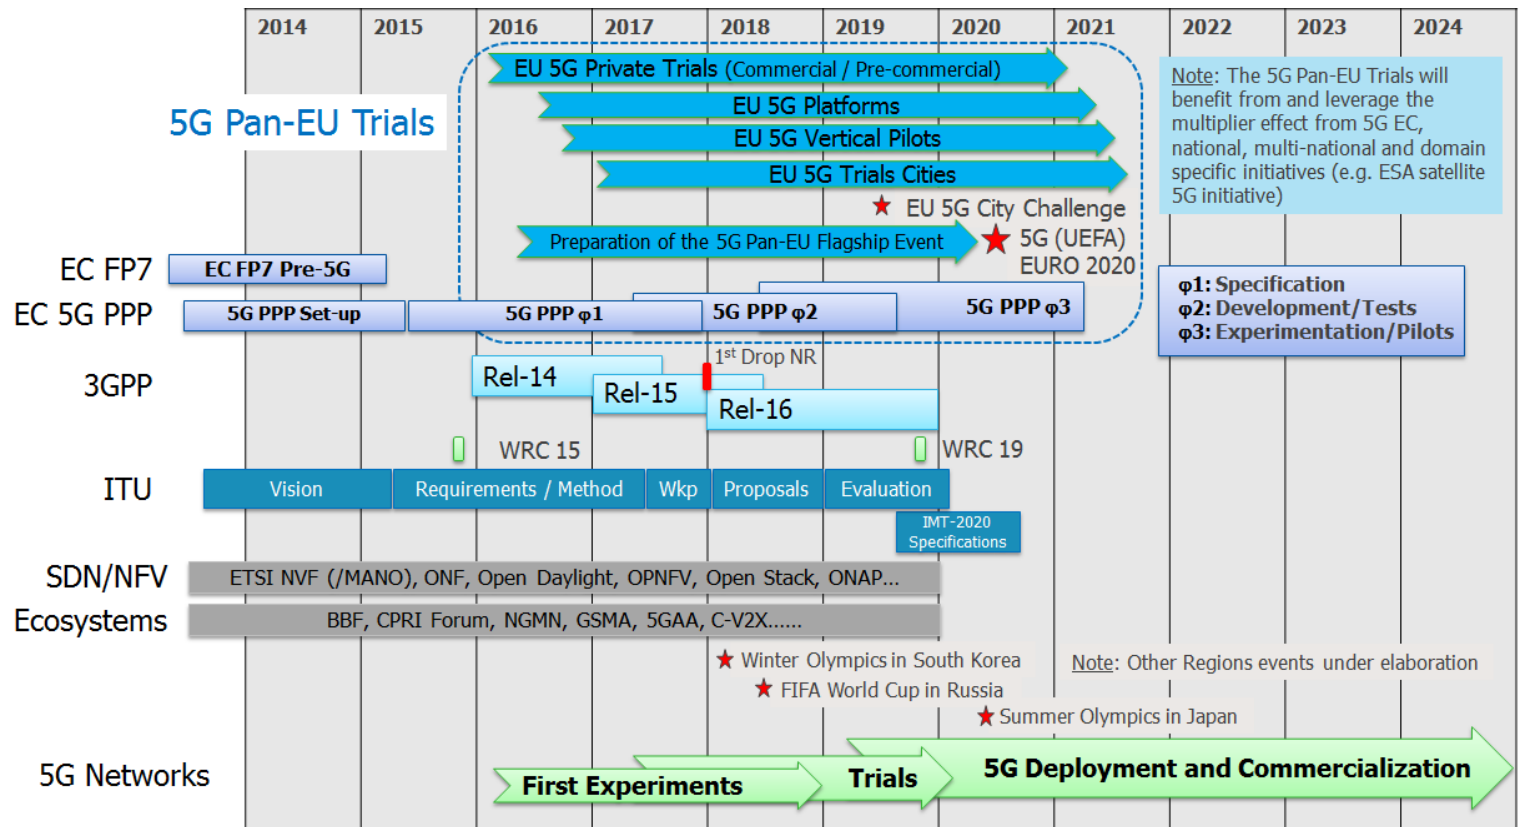 2014 2015 2016 2017 2018 2019 2020 2021 2022 2023 2024
EU 5G Private Trials (Commercial / Pre-commercial)
5G Pan-EU Trials
EU 5G Platforms
EU 5G Vertical Pilots
EU 5G Trials Cities
EU 5G City Challenge
Preparation of the 5G Pan-EU Flagship Event
5G (UEFA)
EURO 2020
Note: The 5G Pan-EU Trials will
benefit from and leverage the
multiplier effect from 5G EC,
national, multi-national and domain
specific initiatives (e.g. ESA satellite
5G initiative)
EC FP7
EC FP7 Pre-5G
EC 5G PPP
5G PPP Set-up
5G PPP φ1
5G PPP φ2
5G PPP φ3
φ1: Specification
φ2: Development/Tests
φ3: Experimentation/Pilots
3GPP
Rel-14
Rel-15
1st Drop NR
Rel-16
WRC 15
WRC 19
ITU
Vision
Requirements / Method
Wkp
Proposals
Evaluation
IMT-2020
Specifications
SDN/NFV
ETSI NVF (/MANO), ONF, Open Daylight, OPNFV, Open Stack, ONAP...
Ecosystems
BBF, CPRI Forum, NGMN, GSMA, 5GAA, C-V2X......
Winter Olympics in South Korea
Note: Other Regions events under elaboration
FIFA World Cup in Russia
Summer Olympics in Japan
5G Networks
First Experiments
Trials
5G Deployment and Commercialization